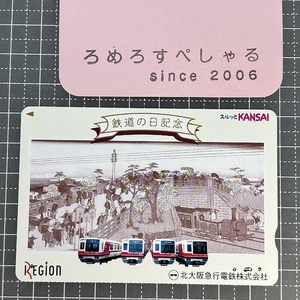 ろめろすぺしゃる
since 2006
スルッとKANSAI
鉄道の日記念
REGION
北大阪急行電鉄株式会社